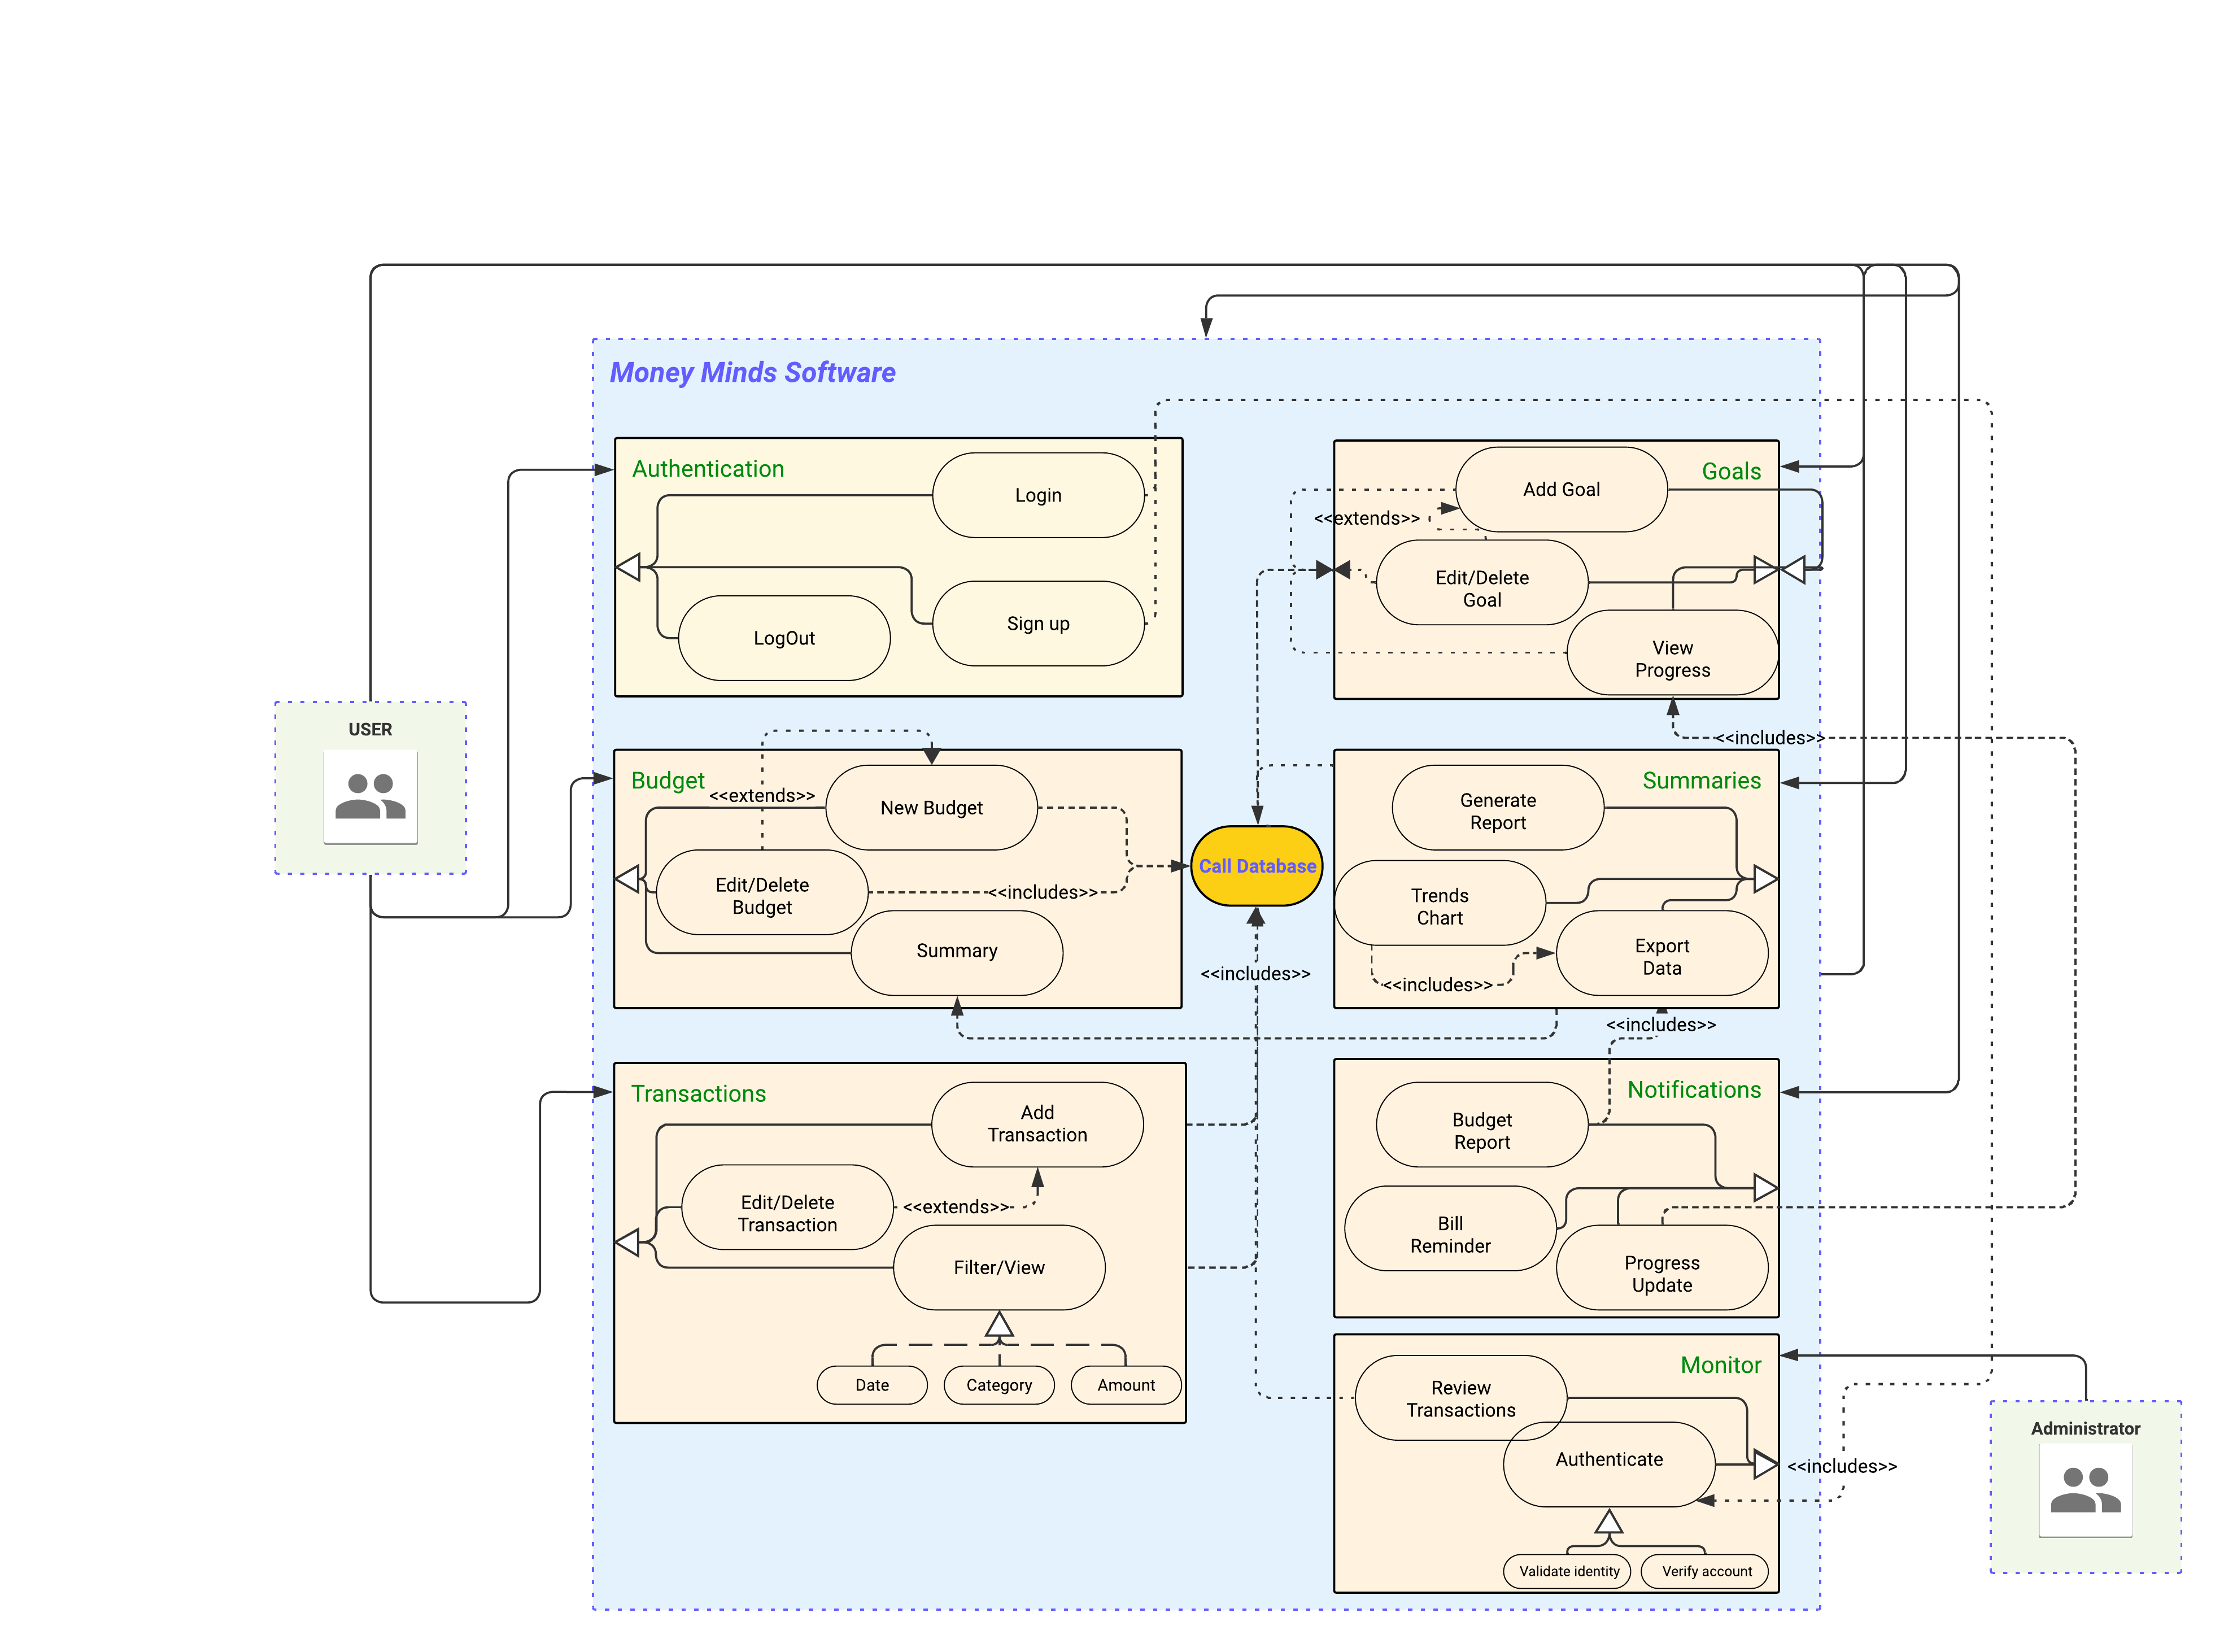 Money Minds Software
Authentication
Login
Sign up
LogOut
Goals
Add Goal
<<extends>>
Edit/Delete
Goal
View
Progress
<<includes>>
USER
Budget
<<extends>>
New Budget
Edit/Delete
Budget
<<includes>>
Summary
Call Database
<<includes>>
Summaries
Generate
Report
Trends
Chart
Export
Data
<<includes>>
<<includes>>
Transactions
Add
Transaction
Edit/Delete
Transaction
<<extends>>
Filter/View
Date
Category
Amount
Notifications
Budget
Report
Bill
Reminder
Progress
Update
Monitor
Review
Transactions
Authenticate
<<includes>>
Validate identity
Verify account
Administrator